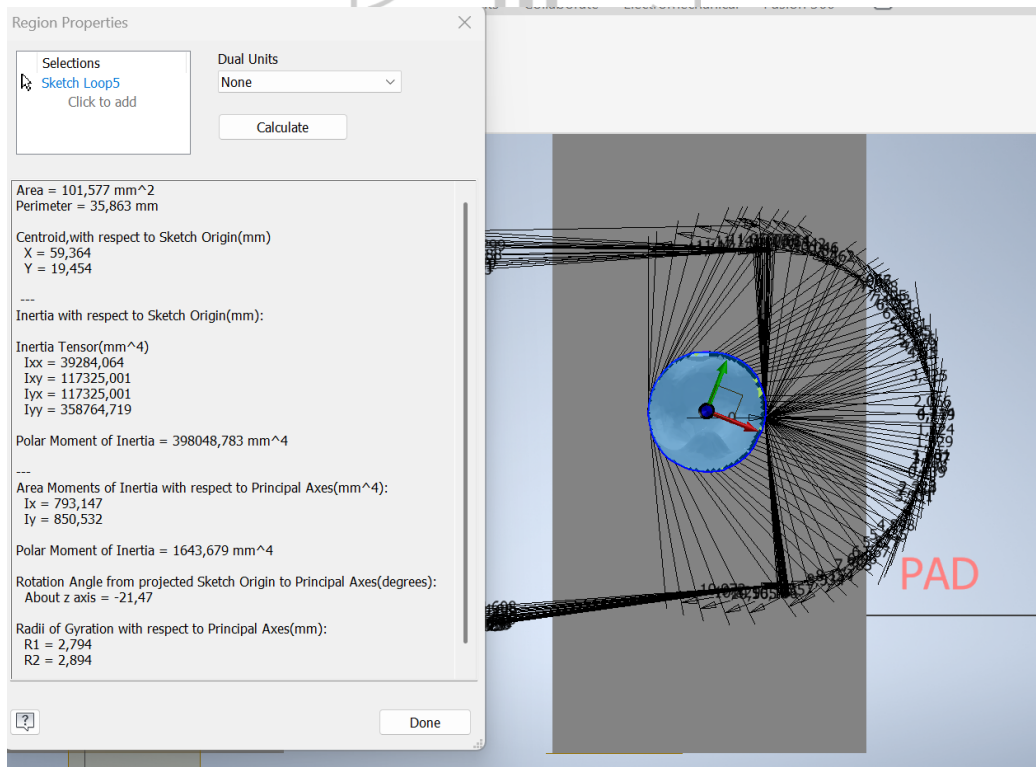 Collaborate Electromechanical Fusion 360
Region Properties
Selections
Sketch Loop5
Click to add
Dual Units
None
Calculate
Area = 101,577 mm^2
Perimeter = 35,863 mm
Centroid,with respect to Sketch Origin(mm)
X = 59,364
Y = 19,454
---
Inertia with respect to Sketch Origin(mm):
Inertia Tensor(mm^4)
Ixx = 39284,064
Ixy = 117325,001
Iyx = 117325,001
Iyy = 358764,719
Polar Moment of Inertia = 398048,783 mm^4
---
Area Moments of Inertia with respect to Principal Axes(mm^4):
Ix = 793,147
Iy = 850,532
Polar Moment of Inertia = 1643,679 mm^4
Rotation Angle from projected Sketch Origin to Principal Axes(degrees):
About z axis = -21,47
Radii of Gyration with respect to Principal Axes(mm):
R1 = 2,794
R2 = 2,894
?
Done
PAD